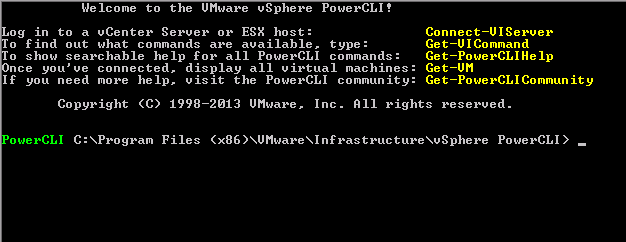 Welcome to the VMware vSphere PowerCLI!
Log in to a vCenter Server or ESX host: Connect-VIServer
To find out what commands are available, type: Get-VICommand
To show searchable help for all PowerCLI commands: Get-PowerCLIHelp
Once you've connected, display all virtual machines: Get-VM
If you need more help, visit the PowerCLI community: Get-PowerCLICommunity
Copyright (C) 1998-2013 VMware, Inc. All rights reserved.
PowerCLI C:\Program Files (x86)\VMware\Infrastructure\vSphere PowerCLI> _